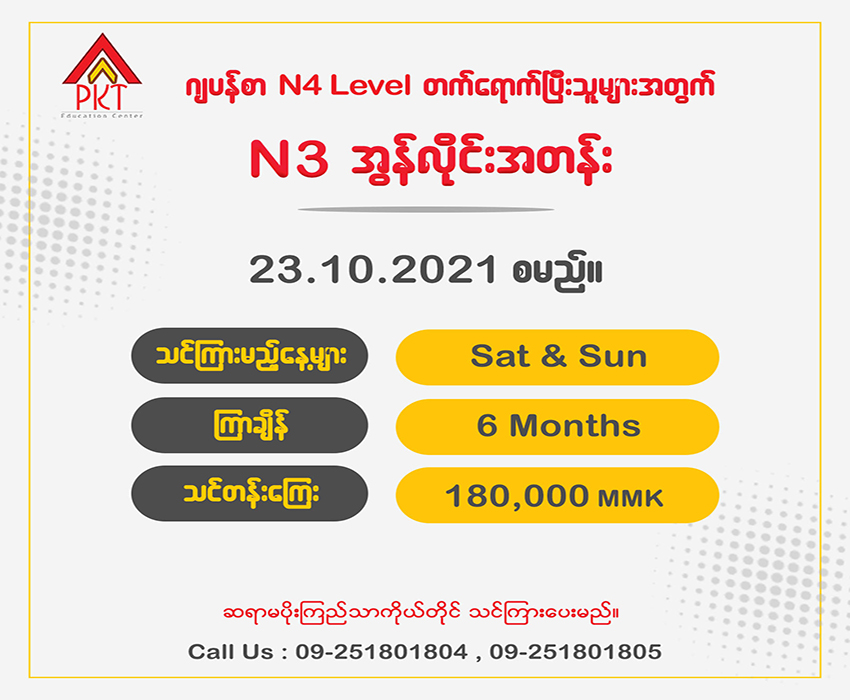 PKT
Education Center
ဂျပန်စာ N4 Level တက်ရောက်ပြီးသူများအတွက်
N3 အွန်လိုင်းအတန်း
23.10.2021 စမည်။
သင်ကြားမည့်နေ့များ Sat & Sun
ကြာချိန် 6 Months
သင်တန်းကြေး 180,000 MMK
ဆရာမပိုးကြည်သာကိုယ်တိုင် သင်ကြားပေးမည်။
Call Us : 09-251801804 , 09-251801805